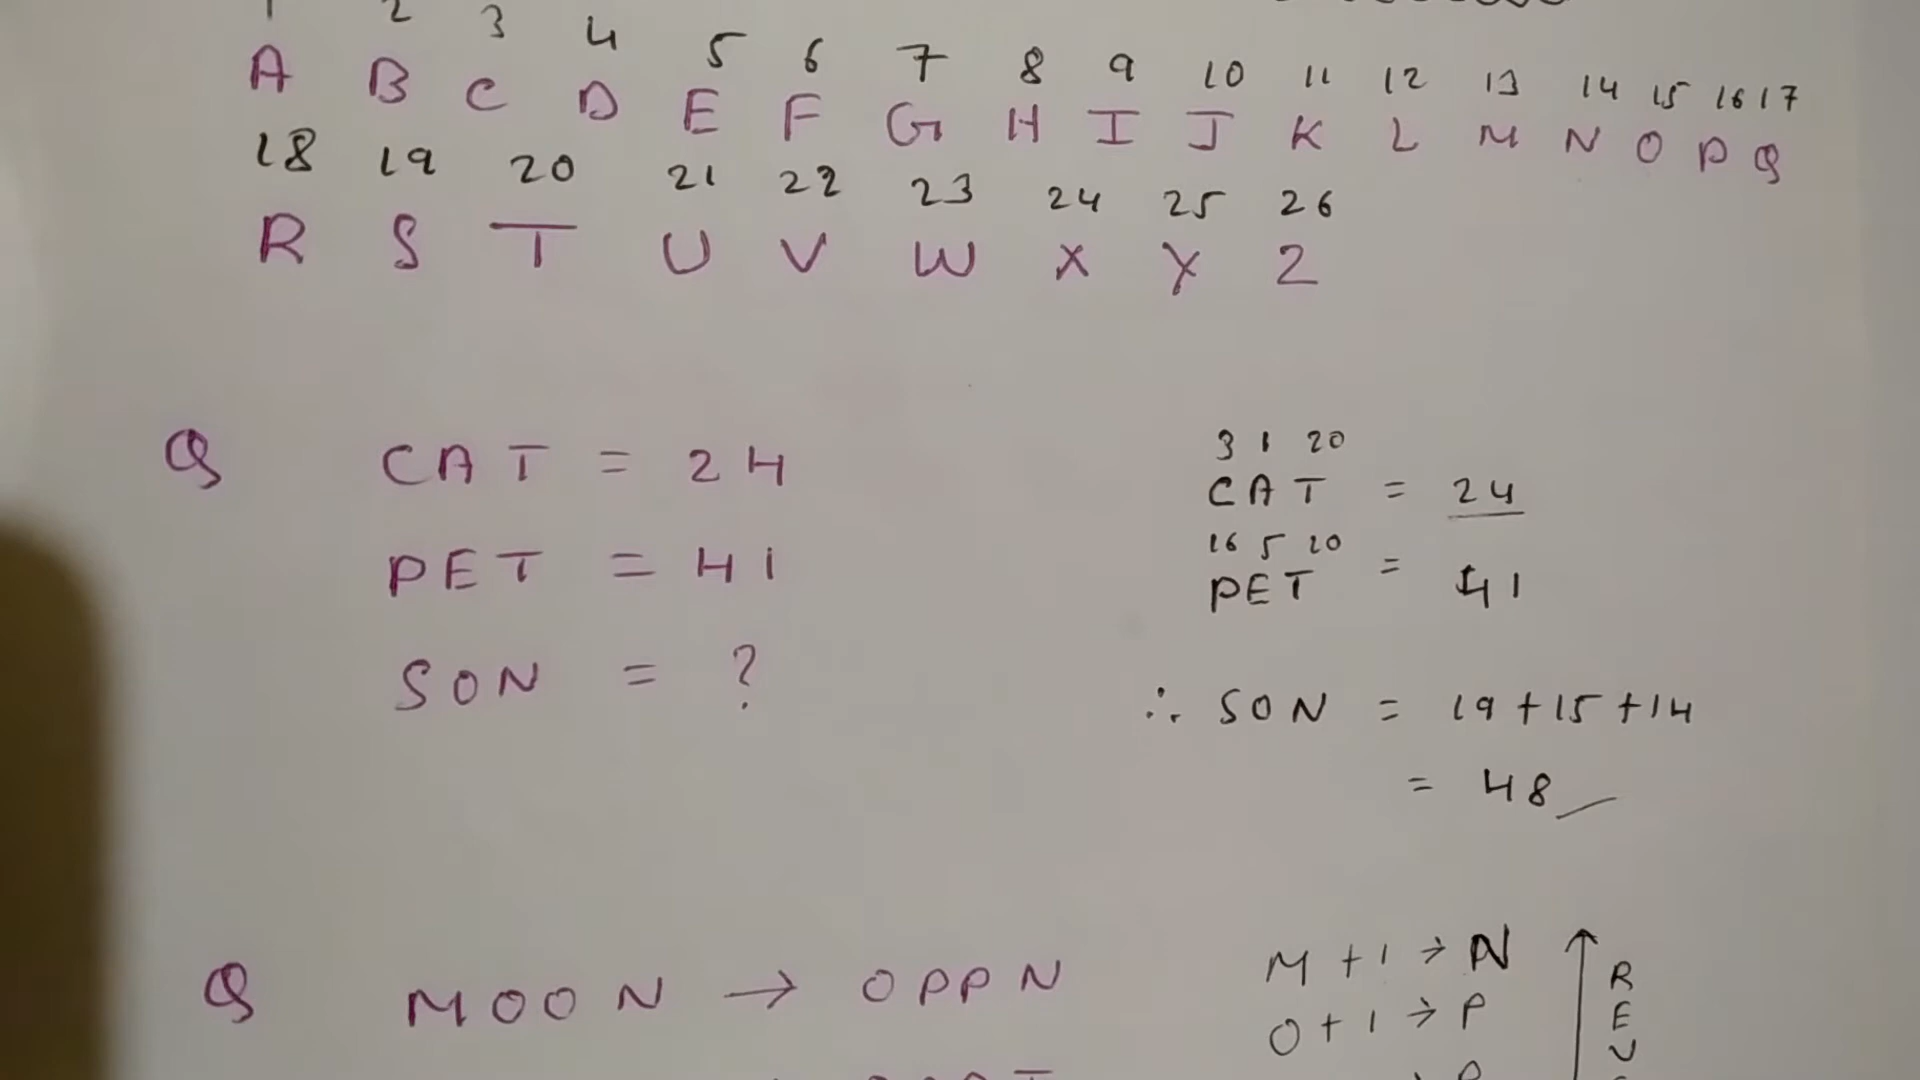 1 2 3 4 5 6 7 8 9 10 11 12 13 14 15 16 17
A B C D E F G H I J K L M N O P Q
18 19 20 21 22 23 24 25 26
R S T U V W X Y Z
Q CAT = 24
PET = 41
SON = ?
3 1 20
CAT = 24
16 5 20
PET = 41
∴ SON = 19+15+14
= 48
Q MOON → OPPN
M+1 → N
O+1 → P
REV